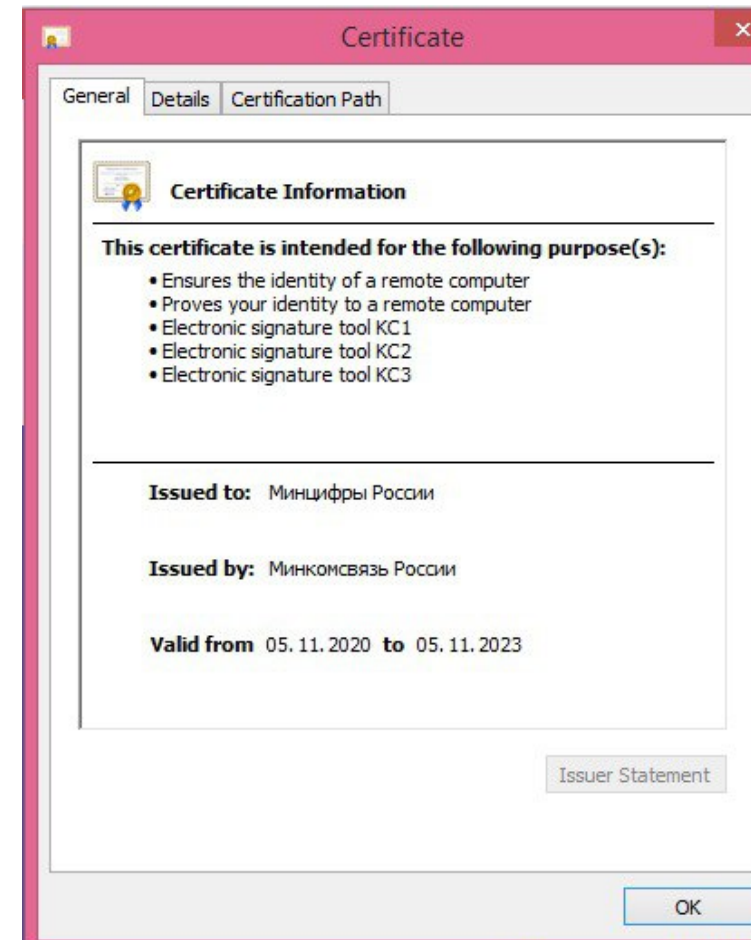 Certificate
General Details Certification Path
Certificate Information
This certificate is intended for the following purpose(s):
• Ensures the identity of a remote computer
• Proves your identity to a remote computer
• Electronic signature tool KC1
• Electronic signature tool KC2
• Electronic signature tool KC3
Issued to: Минцифры России
Issued by: Минкомсвязь России
Valid from 05.11.2020 to 05.11.2023
Issuer Statement
OK